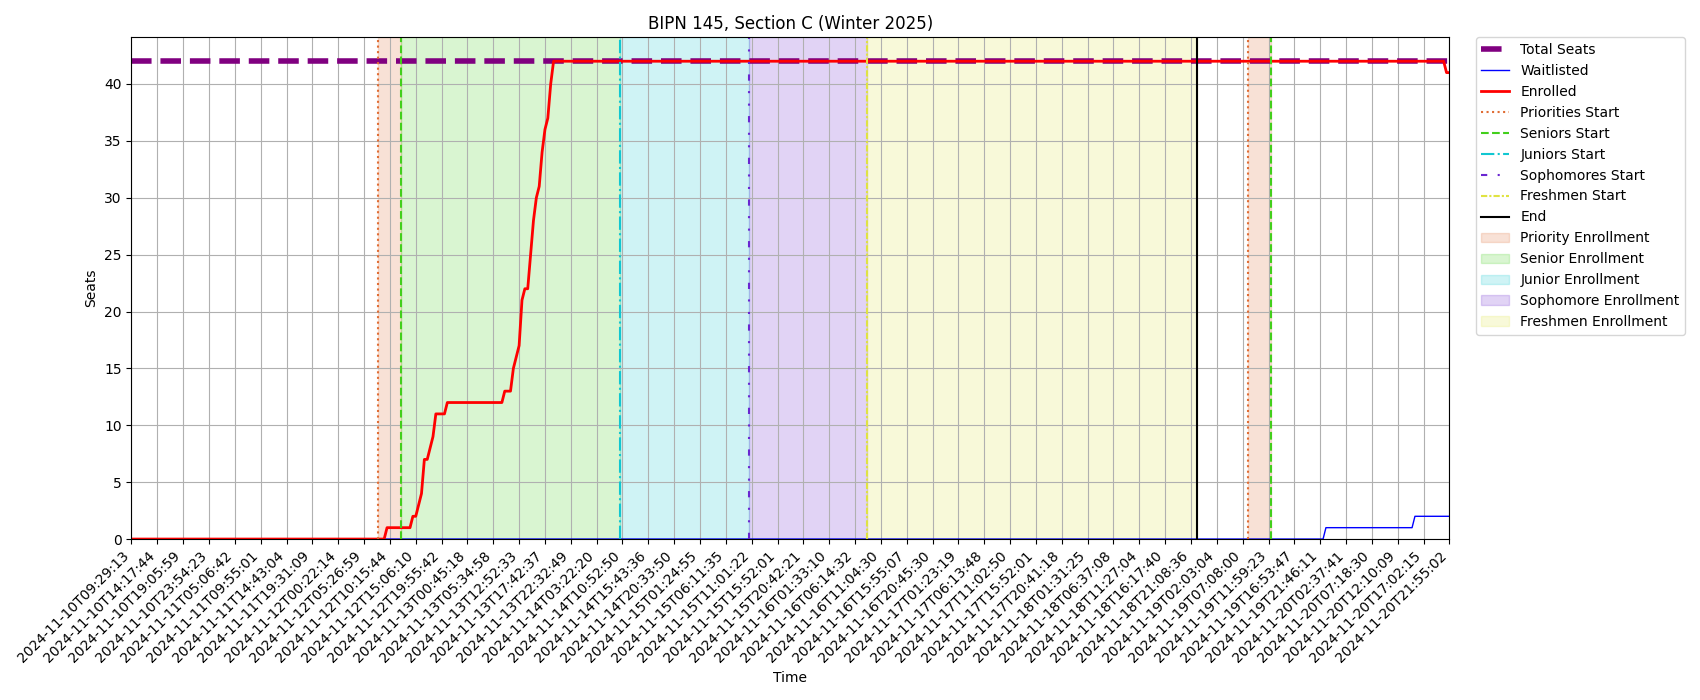 BIPN 145, Section C (Winter 2025)
Seats
40
35
30
25
20
15
10
5
0
2024-11-10T09:29:13
2024-11-10T14:17:44
2024-11-10T19:05:59
2024-11-10T23:54:23
2024-11-11T05:06:42
2024-11-11T09:55:01
2024-11-11T14:43:04
2024-11-11T19:31:09
2024-11-12T00:22:14
2024-11-12T05:26:59
2024-11-12T10:15:44
2024-11-12T15:06:10
2024-11-12T19:55:42
2024-11-13T00:45:18
2024-11-13T05:34:58
2024-11-13T12:52:33
2024-11-13T17:42:37
2024-11-13T22:32:49
2024-11-14T03:22:20
2024-11-14T10:52:50
2024-11-14T15:43:36
2024-11-14T20:33:50
2024-11-15T01:24:55
2024-11-15T06:11:35
2024-11-15T11:01:22
2024-11-15T15:52:01
2024-11-15T20:42:21
2024-11-16T01:33:10
2024-11-16T06:14:32
2024-11-16T11:04:30
2024-11-16T15:55:07
2024-11-16T20:45:30
2024-11-17T01:23:19
2024-11-17T06:13:48
2024-11-17T11:02:50
2024-11-17T15:52:01
2024-11-17T20:41:18
2024-11-18T01:31:25
2024-11-18T06:37:08
2024-11-18T11:27:04
2024-11-18T16:17:40
2024-11-18T21:08:36
2024-11-19T02:03:04
2024-11-19T07:08:00
2024-11-19T11:59:23
2024-11-19T16:53:47
2024-11-19T21:46:11
2024-11-20T02:37:41
2024-11-20T07:18:30
2024-11-20T12:10:09
2024-11-20T17:02:15
2024-11-20T21:55:02
Time
Total Seats
Waitlisted
Enrolled
Priorities Start
Seniors Start
Juniors Start
Sophomores Start
Freshmen Start
End
Priority Enrollment
Senior Enrollment
Junior Enrollment
Sophomore Enrollment
Freshmen Enrollment